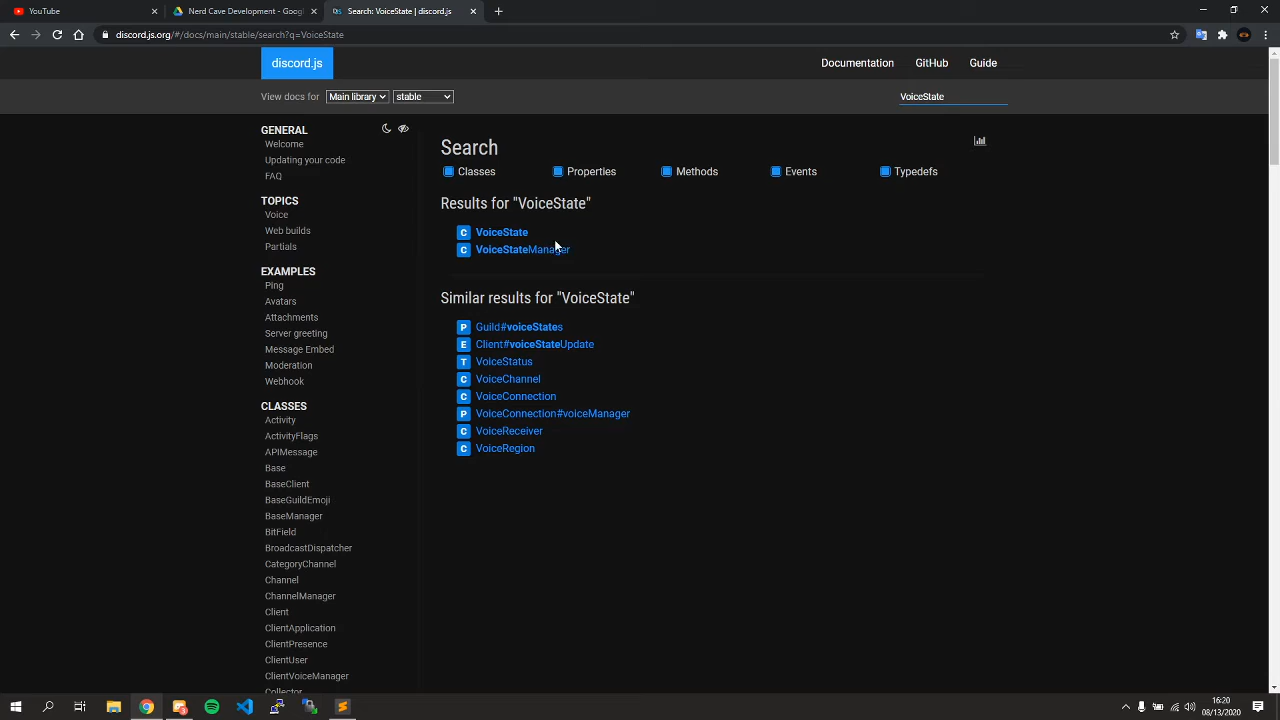 YouTube
Nerd Cave Development - Googl
Search: VoiceState | discord.js
discord.js.org/#/docs/main/stable/search?q=VoiceState
discord.js
Documentation
GitHub
Guide
View docs for
Main library
stable
VoiceState
GENERAL
Welcome
Updating your code
FAQ
TOPICS
Voice
Web builds
Partials
EXAMPLES
Ping
Avatars
Attachments
Server greeting
Message Embed
Moderation
Webhook
CLASSES
Activity
ActivityFlags
APIMessage
Base
BaseClient
BaseGuildEmoji
BaseManager
BitField
BroadcastDispatcher
CategoryChannel
Channel
ChannelManager
Client
ClientApplication
ClientPresence
ClientUser
ClientVoiceManager
Collector
Search
Classes
Properties
Methods
Events
Typedefs
Results for "VoiceState"
C VoiceState
C VoiceStateManager
Similar results for "VoiceState"
P Guild#voiceStates
E Client#voiceStateUpdate
T VoiceStatus
C VoiceChannel
C VoiceConnection
P VoiceConnection#voiceManager
C VoiceReceiver
C VoiceRegion
16:20
08/13/2020